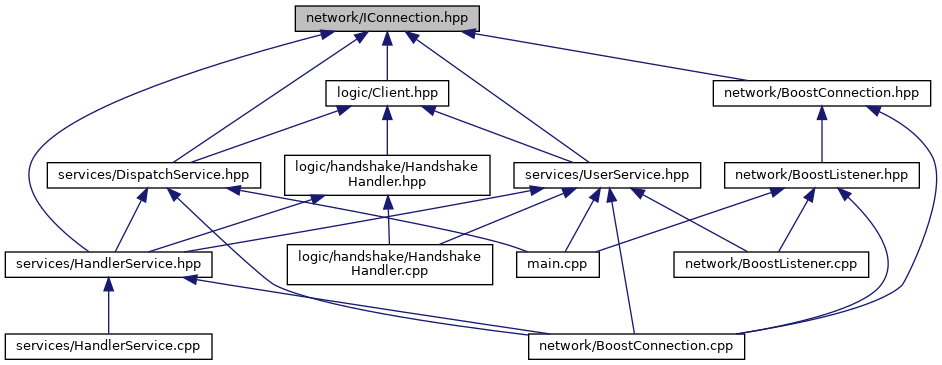 network/IConnection.hpp
logic/Client.hpp
network/BoostConnection.hpp
services/DispatchService.hpp
logic/handshake/Handshake
Handler.hpp
services/UserService.hpp
network/BoostListener.hpp
services/HandlerService.hpp
logic/handshake/Handshake
Handler.cpp
main.cpp
network/BoostListener.cpp
services/HandlerService.cpp
network/BoostConnection.cpp